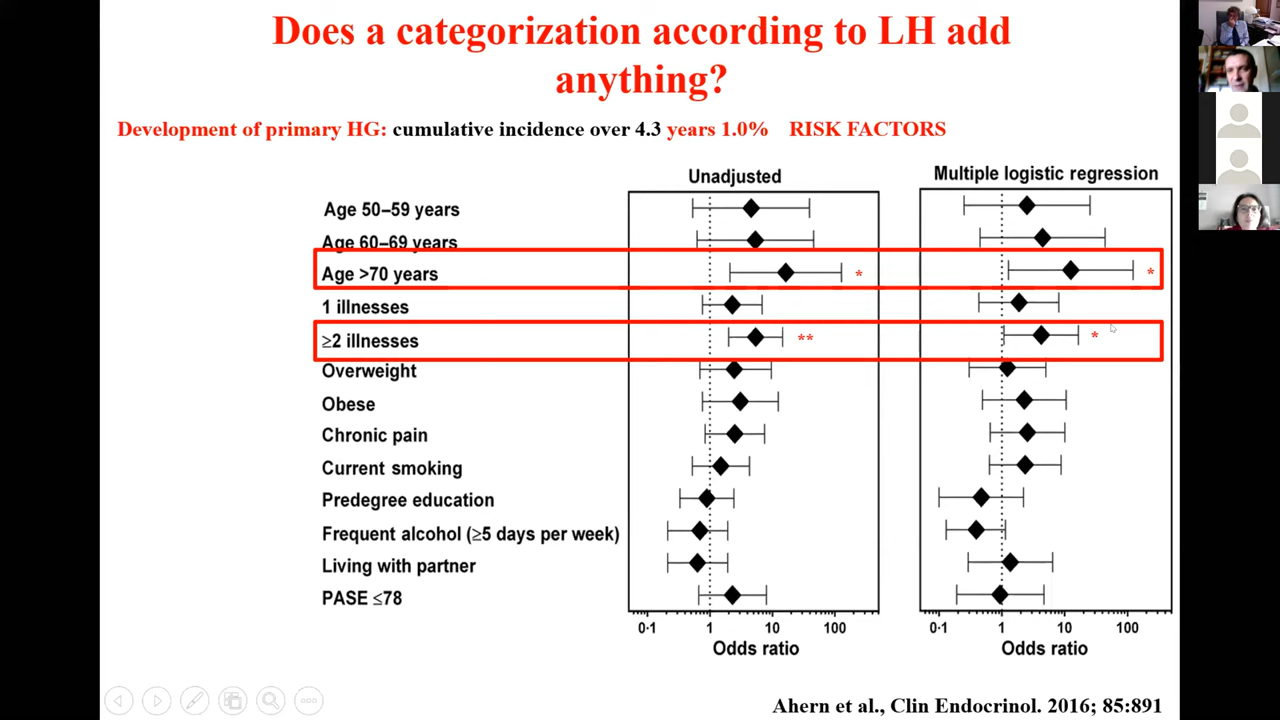 Does a categorization according to LH add
anything?
Development of primary HG: cumulative incidence over 4.3 years 1.0% RISK FACTORS
Unadjusted
Multiple logistic regression
Age 50–59 years
Age 60–69 years
Age >70 years
*
*
1 illnesses
≥2 illnesses
**
*
Overweight
Obese
Chronic pain
Current smoking
Predegree education
Frequent alcohol (≥5 days per week)
Living with partner
PASE ≤78
0·1 1 10 100
0·1 1 10 100
Odds ratio
Odds ratio
Ahern et al., Clin Endocrinol. 2016; 85:891